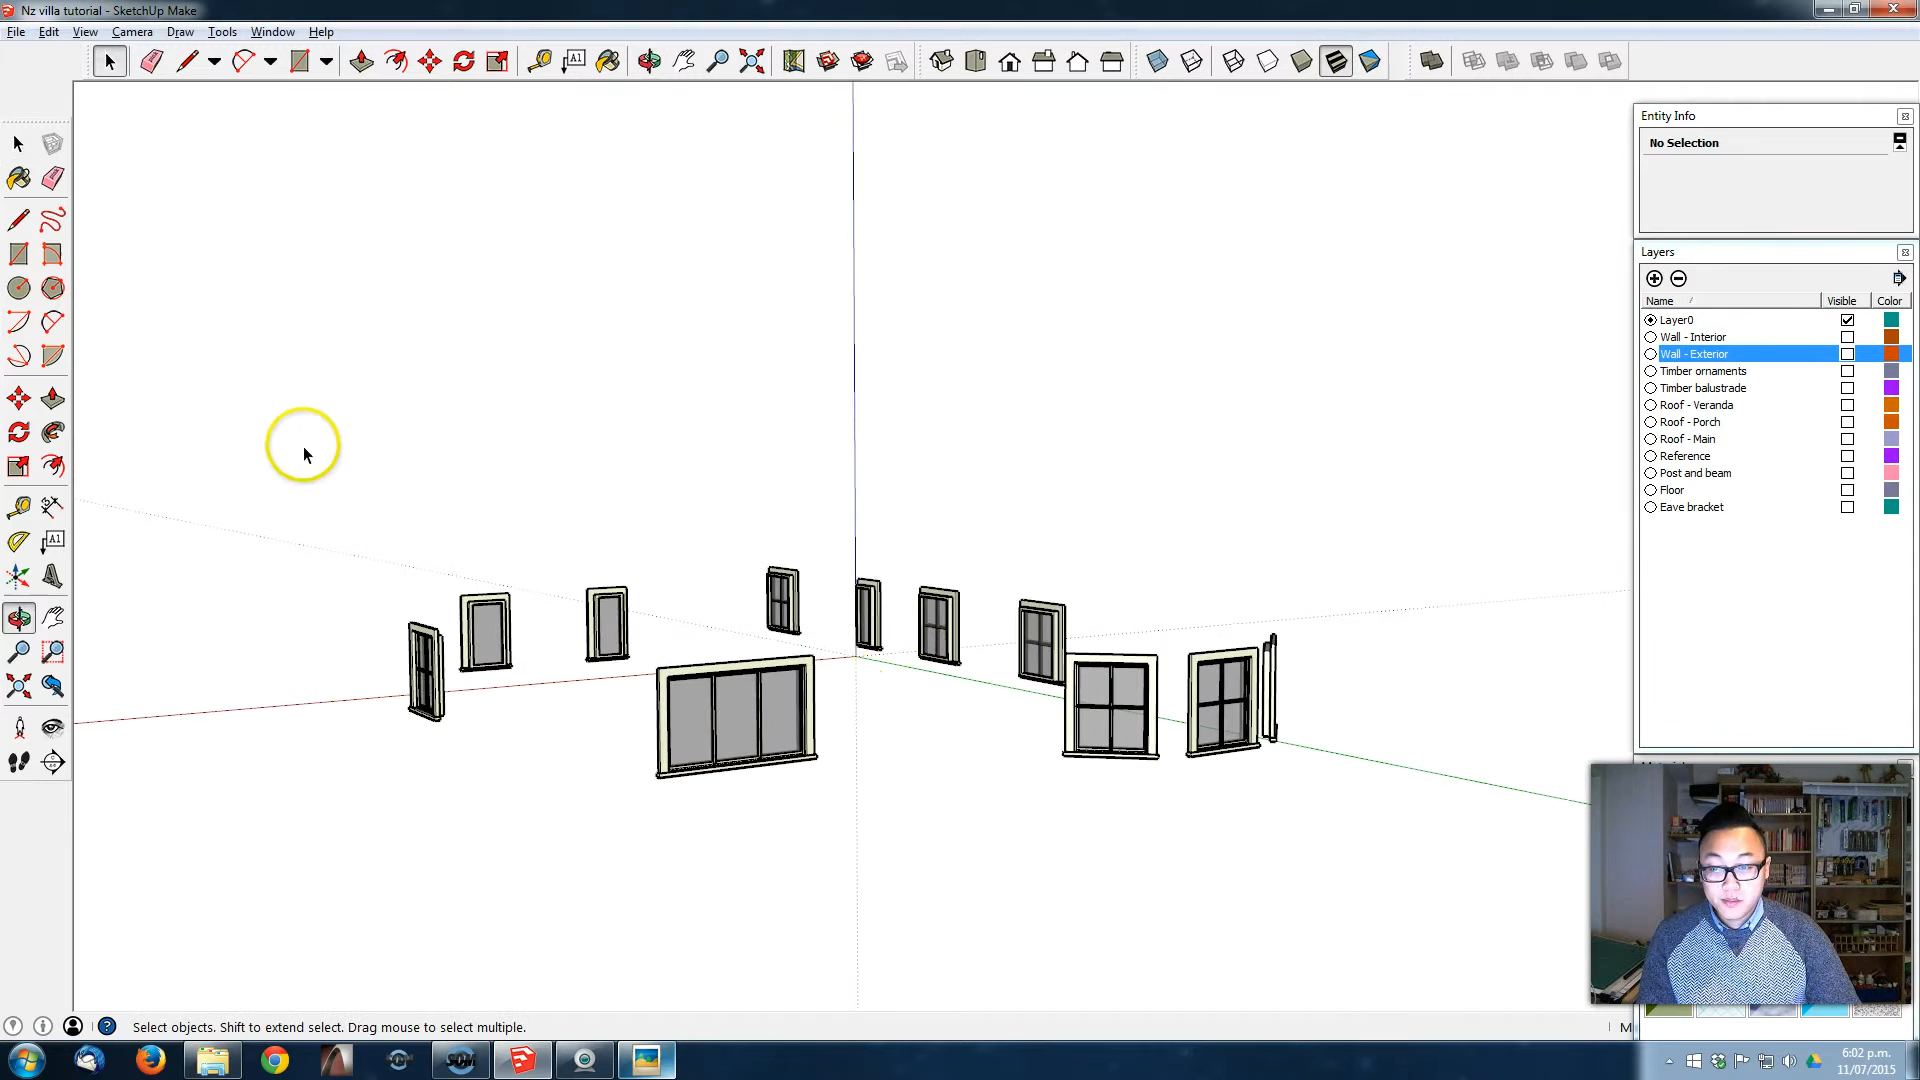 Nz villa tutorial - SketchUp Make
File Edit View Camera Draw Tools Window Help
A1
Entity Info
No Selection
Layers
Name / Visible Color
Layer0
Wall - Interior
Wall - Exterior
Timber ornaments
Timber balustrade
Roof - Veranda
Roof - Porch
Roof - Main
Reference
Post and beam
Floor
Eave bracket
A1
Select objects. Shift to extend select. Drag mouse to select multiple.
M
6:02 p.m.
11/07/2015